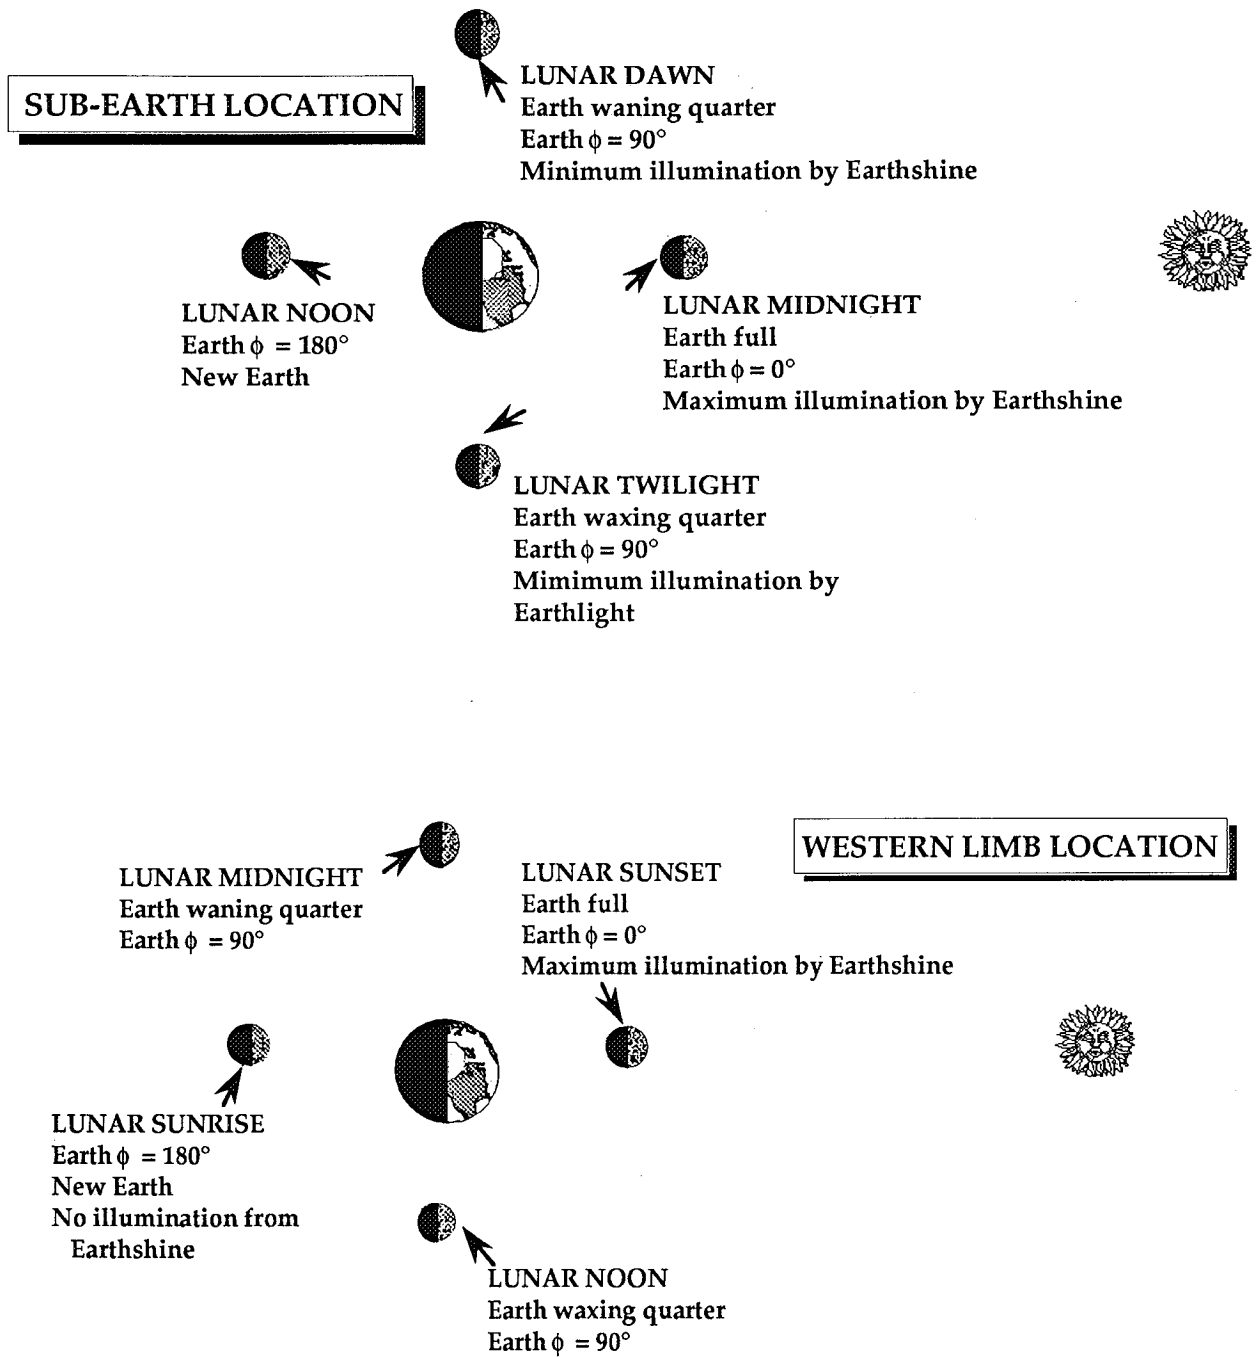 SUB-EARTH LOCATION
LUNAR DAWN
Earth waning quarter
Earth ϕ = 90°
Minimum illumination by Earthshine
LUNAR NOON
Earth ϕ = 180°
New Earth
LUNAR MIDNIGHT
Earth full
Earth ϕ = 0°
Maximum illumination by Earthshine
LUNAR TWILIGHT
Earth waxing quarter
Earth ϕ = 90°
Mimimum illumination by
Earthlight
WESTERN LIMB LOCATION
LUNAR MIDNIGHT
Earth waning quarter
Earth ϕ = 90°
LUNAR SUNSET
Earth full
Earth ϕ = 0°
Maximum illumination by Earthshine
LUNAR SUNRISE
Earth ϕ = 180°
New Earth
No illumination from
Earthshine
LUNAR NOON
Earth waxing quarter
Earth ϕ = 90°